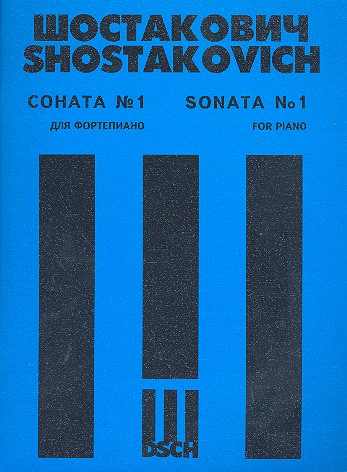 ШОСТАКОВИЧ
SHOSTAKOVICH
СОНАТА №1 SONATA No1
ДЛЯ ФОРТЕПИАНО FOR PIANO
DSCH